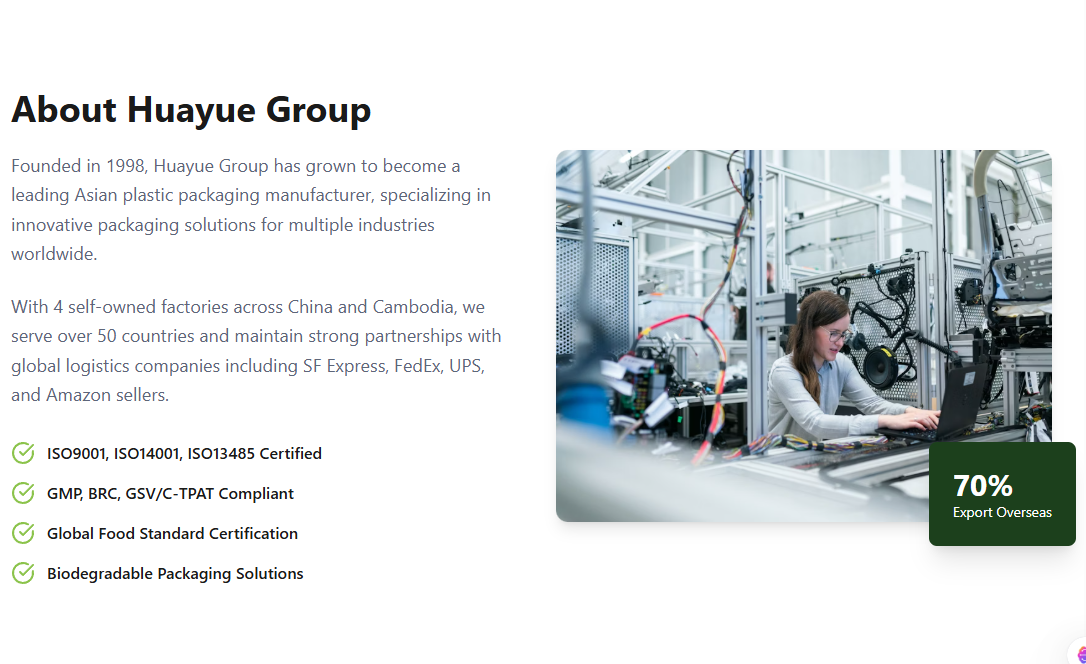 About Huayue Group
Founded in 1998, Huayue Group has grown to become a
leading Asian plastic packaging manufacturer, specializing in
innovative packaging solutions for multiple industries
worldwide.
With 4 self-owned factories across China and Cambodia, we
serve over 50 countries and maintain strong partnerships with
global logistics companies including SF Express, FedEx, UPS,
and Amazon sellers.
ISO9001, ISO14001, ISO13485 Certified
GMP, BRC, GSV/C-TPAT Compliant
Global Food Standard Certification
Biodegradable Packaging Solutions
70%
Export Overseas